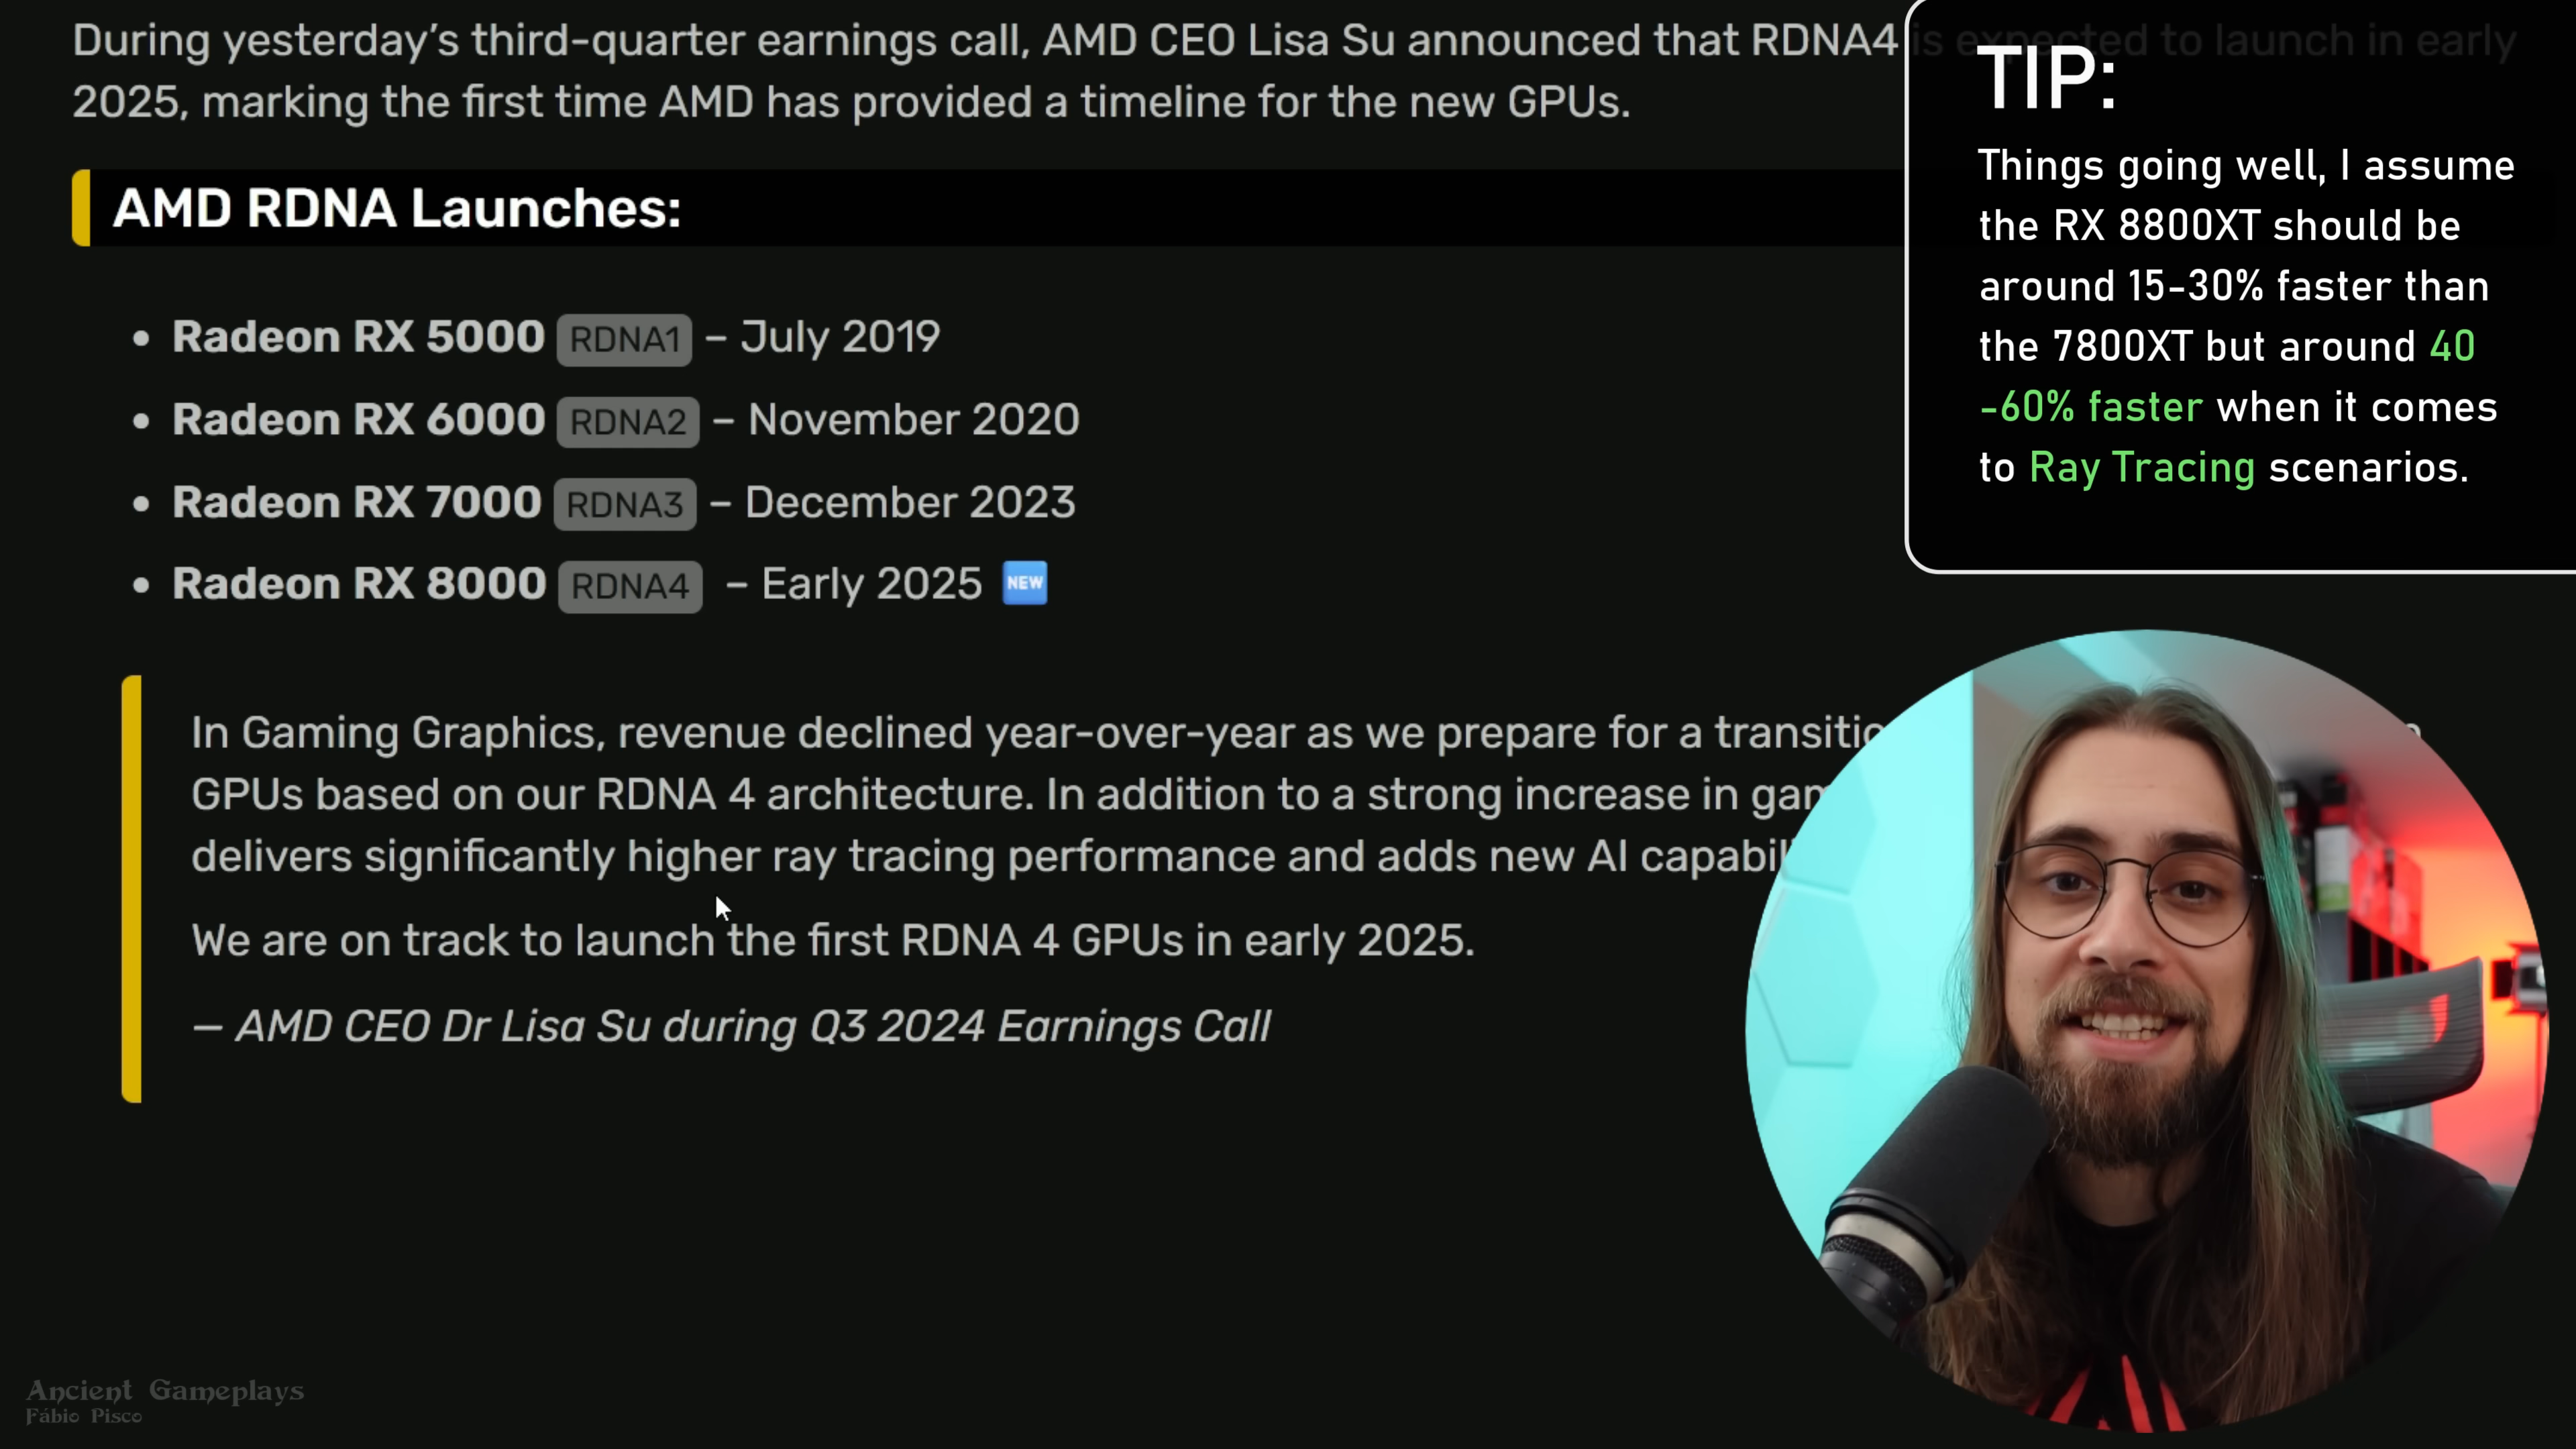 During yesterday’s third-quarter earnings call, AMD CEO Lisa Su announced that RDNA4 is expected to launch in early
2025, marking the first time AMD has provided a timeline for the new GPUs.
AMD RDNA Launches:
• Radeon RX 5000 RDNA1 – July 2019
• Radeon RX 6000 RDNA2 – November 2020
• Radeon RX 7000 RDNA3 – December 2023
• Radeon RX 8000 RDNA4 – Early 2025 NEW
In Gaming Graphics, revenue declined year-over-year as we prepare for a
GPUs based on our RDNA 4 architecture. In addition to a strong increase in
delivers significantly higher ray tracing performance and adds new AI
We are on track to launch the first RDNA 4 GPUs in early 2025.
— AMD CEO Dr Lisa Su during Q3 2024 Earnings Call
TIP:
Things going well, I assume
the RX 8800XT should be
around 15-30% faster than
the 7800XT but around 40
-60% faster when it comes
to Ray Tracing scenarios.
Ancient Gameplays
Fábio Pisco